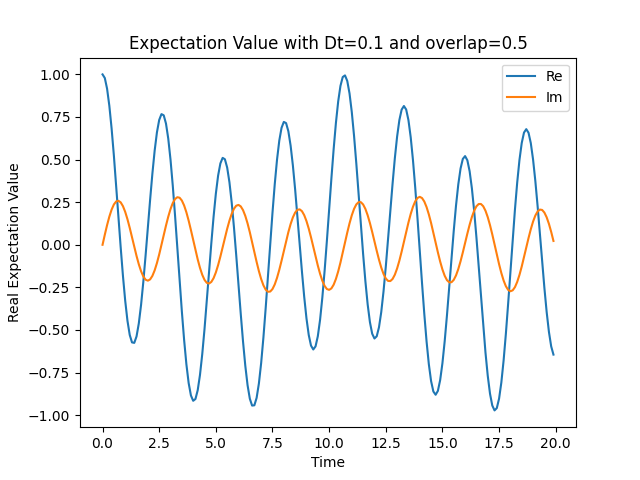 Expectation Value with Dt=0.1 and overlap=0.5
Re
Im
1.00
0.75
0.50
0.25
0.00
−0.25
−0.50
−0.75
−1.00
Real Expectation Value
0.0 2.5 5.0 7.5 10.0 12.5 15.0 17.5 20.0
Time